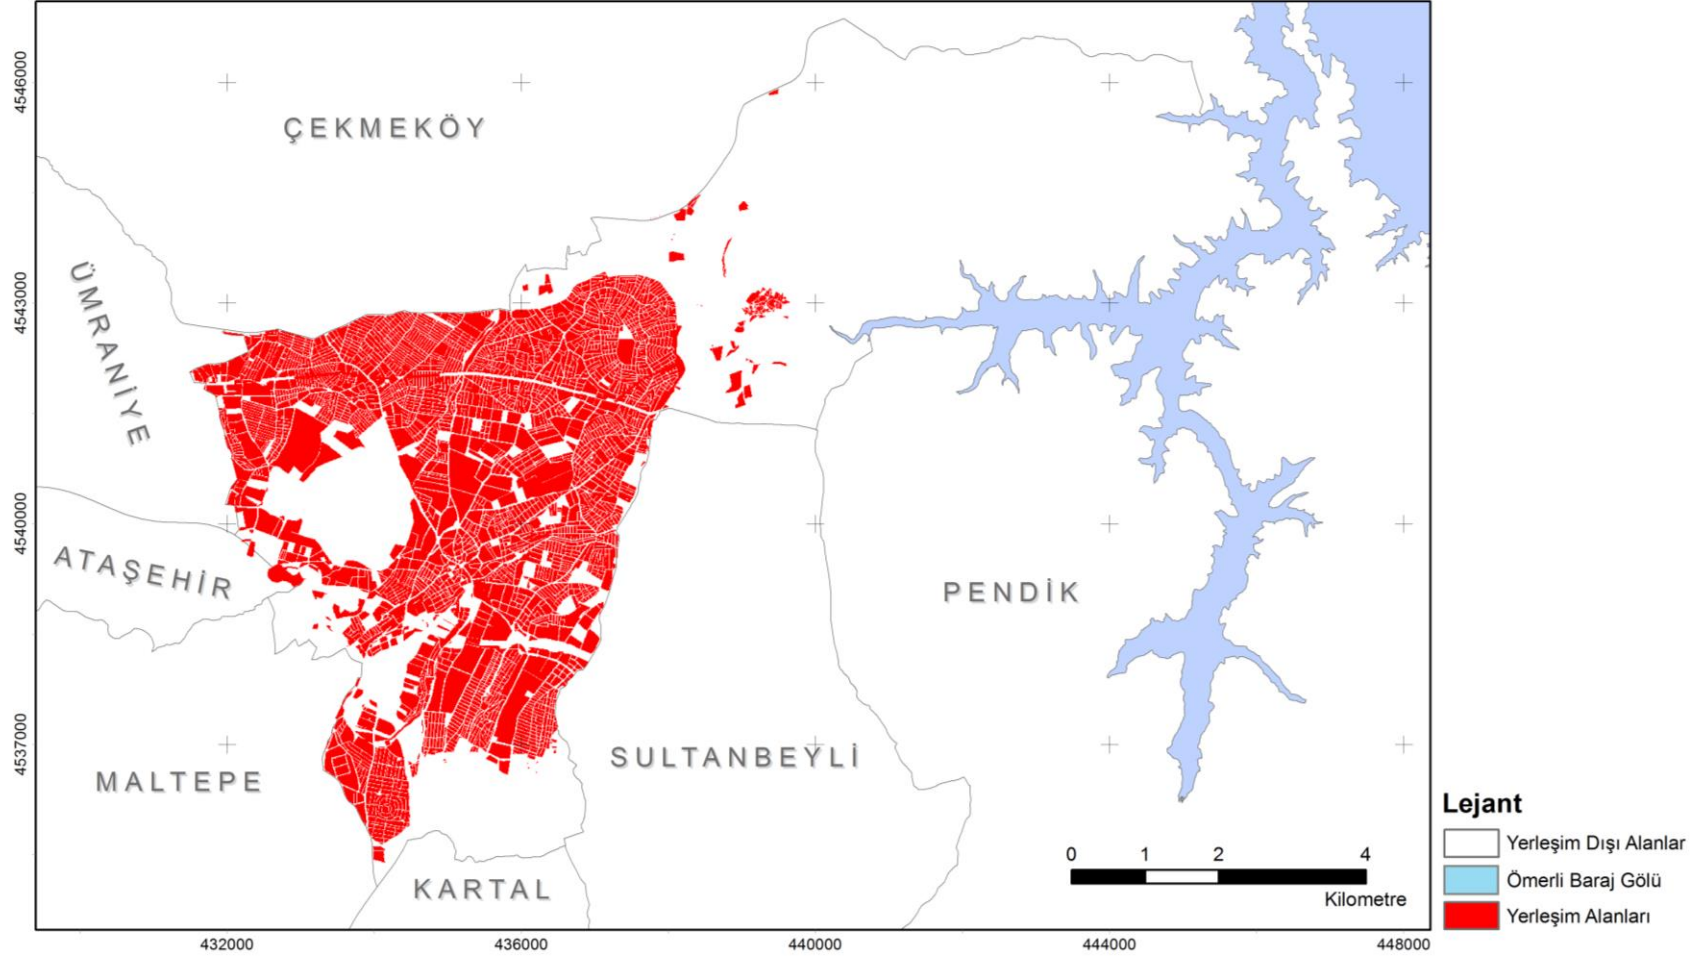 4546000
4543000
4540000
4537000
ÇEKMEKÖY
ÜMRANİYE
ATAŞEHİR
PENDİK
SULTANBEYLİ
MALTEPE
KARTAL
0 1 2 4
Kilometre
432000 436000 440000 444000 448000
Lejant
Yerleşim Dışı Alanlar
Ömerli Baraj Gölü
Yerleşim Alanları